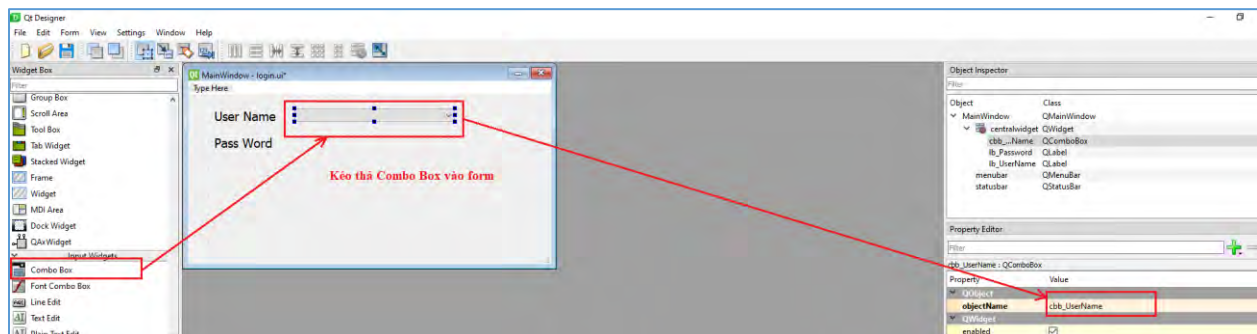 Qt Designer
File Edit Form View Settings Window Help
Widget Box
Filter
Group Box
Scroll Area
Tool Box
Tab Widget
Stacked Widget
Frame
Widget
MDI Area
Dock Widget
QAxWidget
Input Widgets
Combo Box
Font Combo Box
Line Edit
Text Edit
Plain Text Edit
MainWindow - login.ui*
Type Here
User Name
Pass Word
Kéo thả Combo Box vào form
Object Inspector
Filter
Object Class
MainWindow QMainWindow
centralwidget QWidget
cbb_...Name QComboBox
lb_Password QLabel
lb_UserName QLabel
menubar QMenuBar
statusbar QStatusBar
Property Editor
Filter
cbb_UserName : QComboBox
Property Value
QObject
objectName cbb_UserName
QWidget
enabled